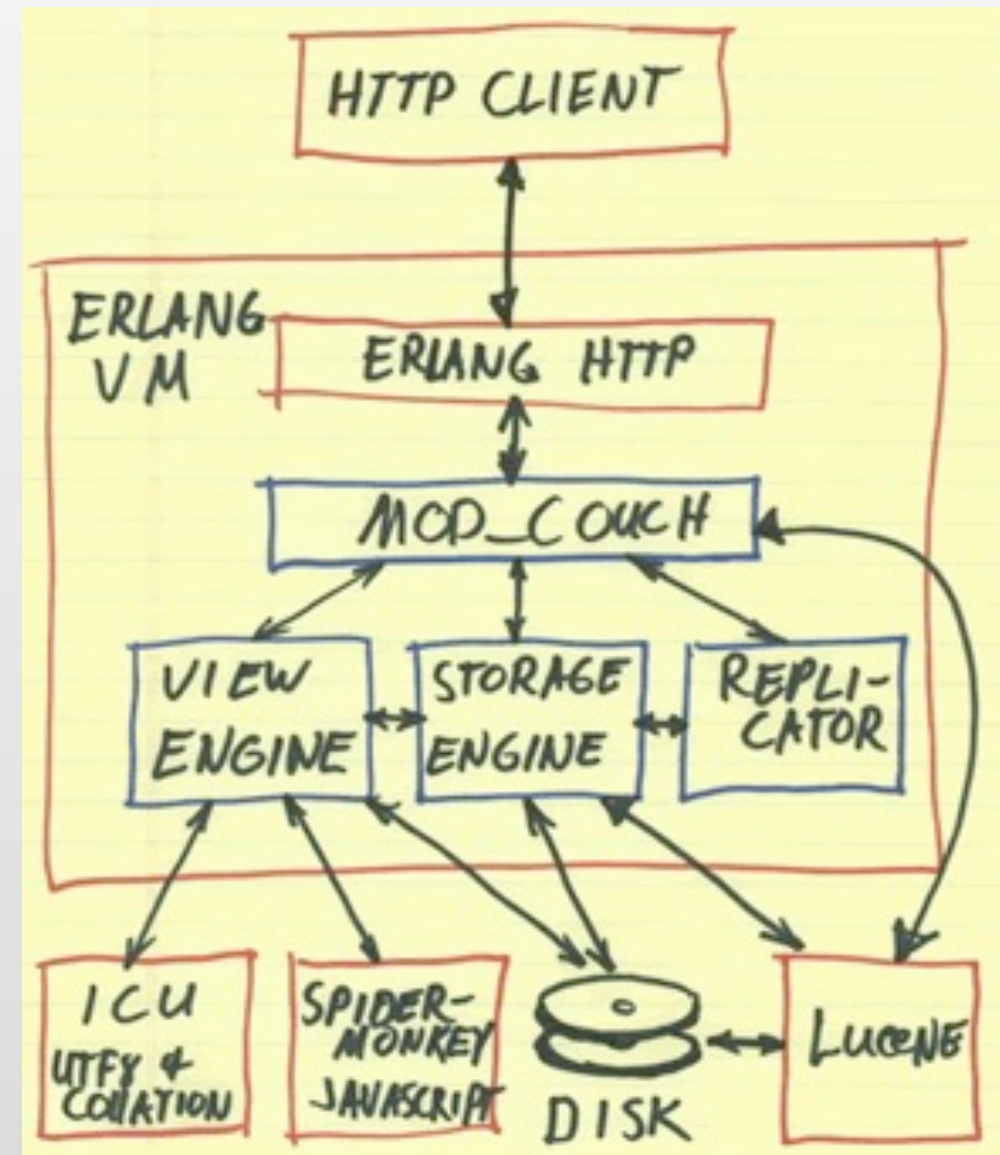 HTTP CLIENT
ERLANG
VM
ERLANG HTTP
MOD_COUCH
VIEW
ENGINE
STORAGE
ENGINE
REPLI-
CATOR
ICU
UTF8 &
COLLATION
SPIDER-
MONKEY
JAVASCRIPT
DISK
LUCENE